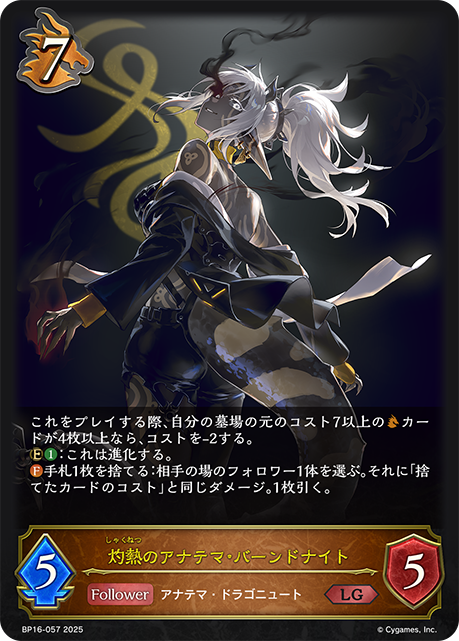 7
これをプレイする際、自分の墓場の元のコスト7以上のカー
ドが4枚以上なら、コストを-2する。
E 1：これは進化する。
F 手札1枚を捨てる：相手の場のフォロワー1体を選ぶ。それに「捨
てたカードのコスト」と同じダメージ。1枚引く。
しゃくねつ
灼熱のアナテマ・バーンドナイト
5
Follower アナテマ・ドラゴニュート LG
5
BP16-057 2025 © Cygames, Inc.